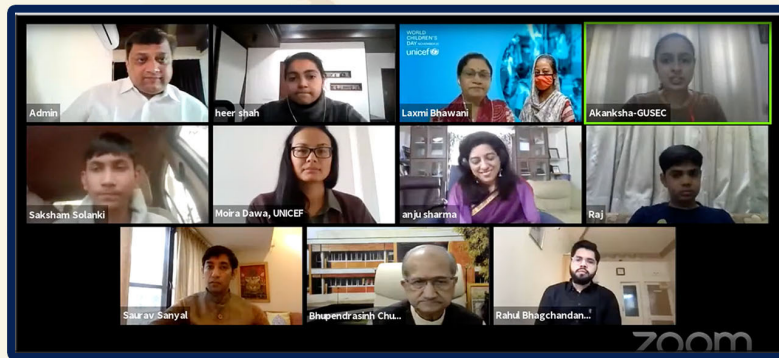 WORLD
CHILDREN'S
DAY
unicef
Admin
heer shah
Laxmi Bhawani
Akanksha-GUSEC
Saksham Solanki
Moira Dawa, UNICEF
anju sharma
Raj
Saurav Sanyal
Bhupendrasinh Chu...
Rahul Bhagchandan...
zoom